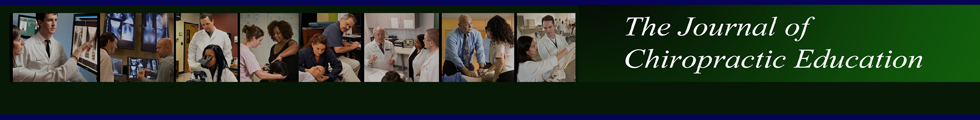 The Journal of
Chiropractic Education